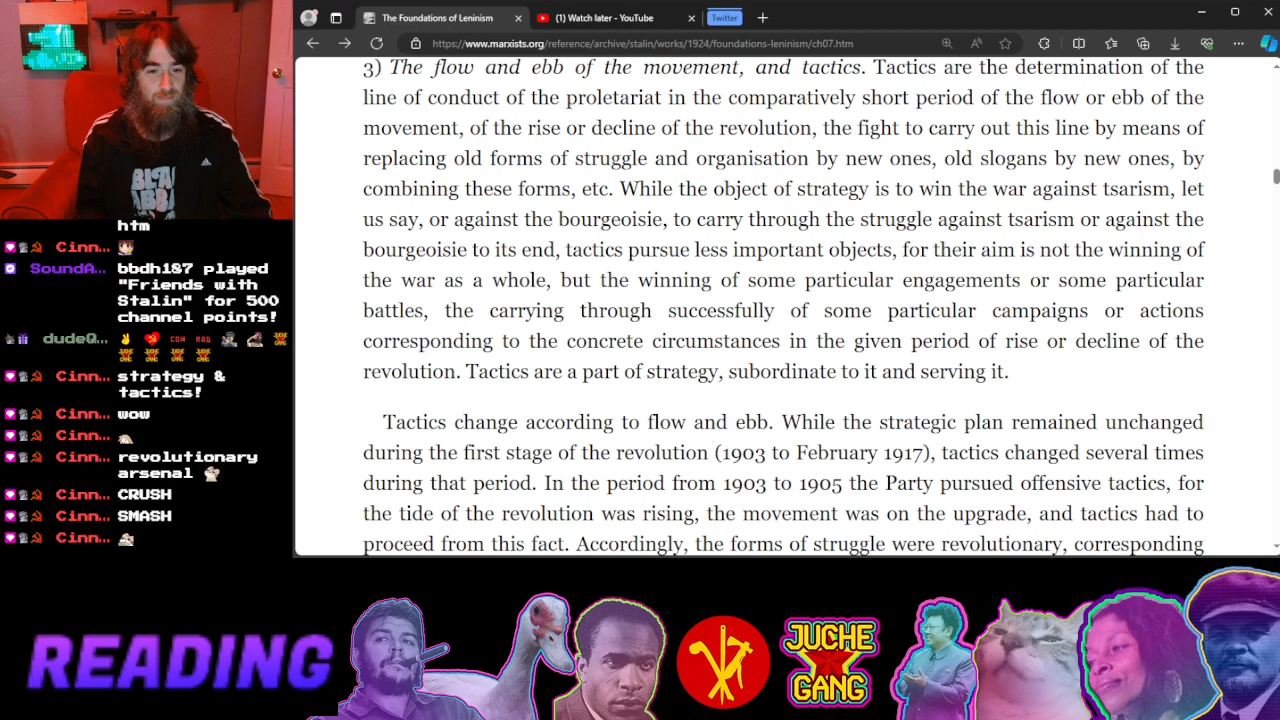 The Foundations of Leninism
(1) Watch later - YouTube
Twitter
https://www.marxists.org/reference/archive/stalin/works/1924/foundations-leninism/ch07.htm
3) The flow and ebb of the movement, and tactics. Tactics are the determination of the
line of conduct of the proletariat in the comparatively short period of the flow or ebb of the
movement, of the rise or decline of the revolution, the fight to carry out this line by means of
replacing old forms of struggle and organisation by new ones, old slogans by new ones, by
combining these forms, etc. While the object of strategy is to win the war against tsarism, let
us say, or against the bourgeoisie, to carry through the struggle against tsarism or against the
bourgeoisie to its end, tactics pursue less important objects, for their aim is not the winning of
the war as a whole, but the winning of some particular engagements or some particular
battles, the carrying through successfully of some particular campaigns or actions
corresponding to the concrete circumstances in the given period of rise or decline of the
revolution. Tactics are a part of strategy, subordinate to it and serving it.
Tactics change according to flow and ebb. While the strategic plan remained unchanged
during the first stage of the revolution (1903 to February 1917), tactics changed several times
during that period. In the period from 1903 to 1905 the Party pursued offensive tactics, for
the tide of the revolution was rising, the movement was on the upgrade, and tactics had to
proceed from this fact. Accordingly, the forms of struggle were revolutionary, corresponding
htm
Cinn...
SoundA... bbdh187 played
"Friends with
Stalin" for 500
channel points!
dudeQ...
Cinn... strategy &
tactics!
Cinn... wow
Cinn...
Cinn... revolutionary
arsenal
Cinn... CRUSH
Cinn... SMASH
Cinn...
READING
JUCHE
GANG